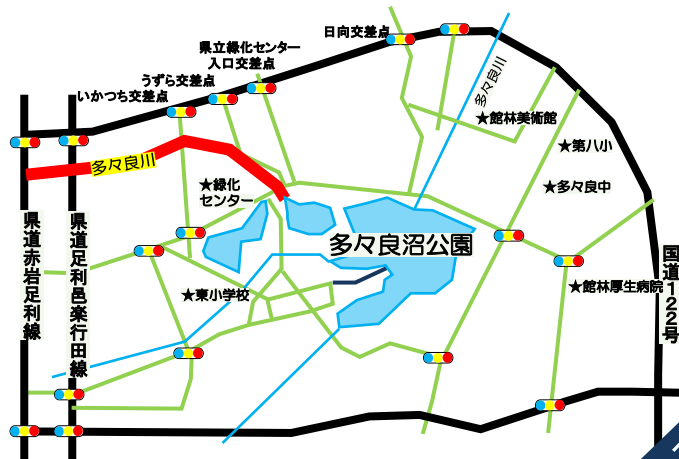 日向交差点
県立緑化センター
入口交差点
うずら交差点
いかつち交差点
多々良川
★館林美術館
★第八小
多々良川
★緑化
センター
★多々良中
県道赤岩足利線
県道足利邑楽行田線
多々良沼公園
国道122号
★東小学校
★館林厚生病院